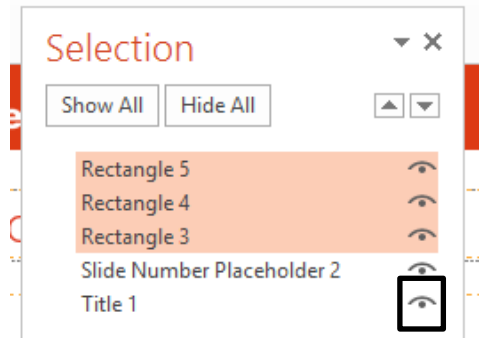 Selection
Show All Hide All
Rectangle 5
Rectangle 4
Rectangle 3
Slide Number Placeholder 2
Title 1